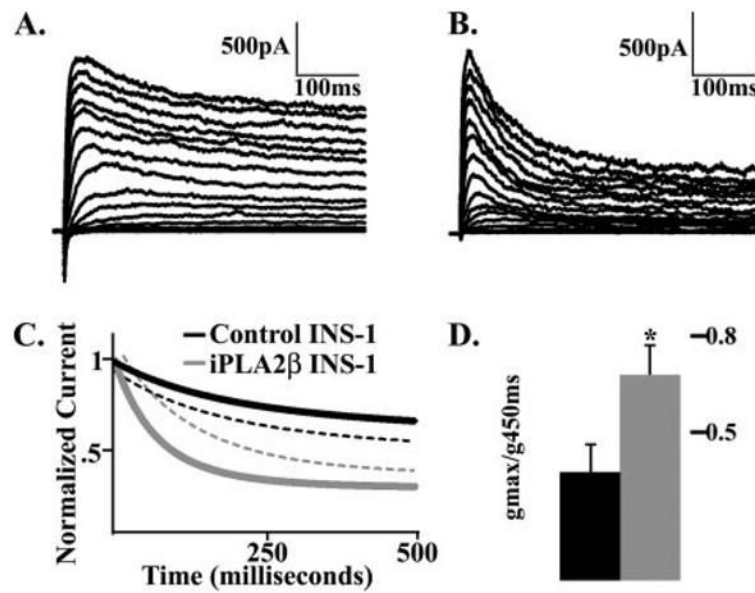 A.
500pA
100ms
B.
500pA
100ms
C.
Normalized Current
1
.5
Control INS-1
iPLA2β INS-1
250
500
Time (milliseconds)
D.
gmax/g450ms
*
0.8
0.5